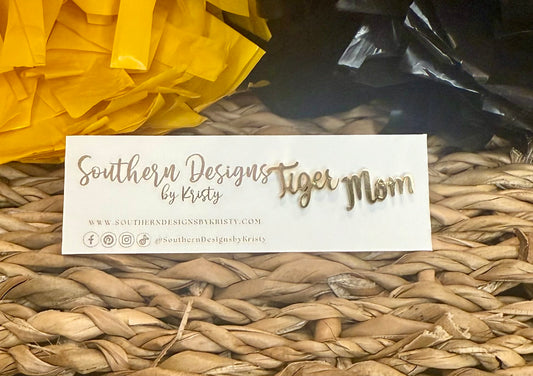 Southern Designs
by Kristy
Tiger Mom
WWW.SOUTHERNDESIGNSBYKRISTY.COM
@SouthernDesignsbyKristy